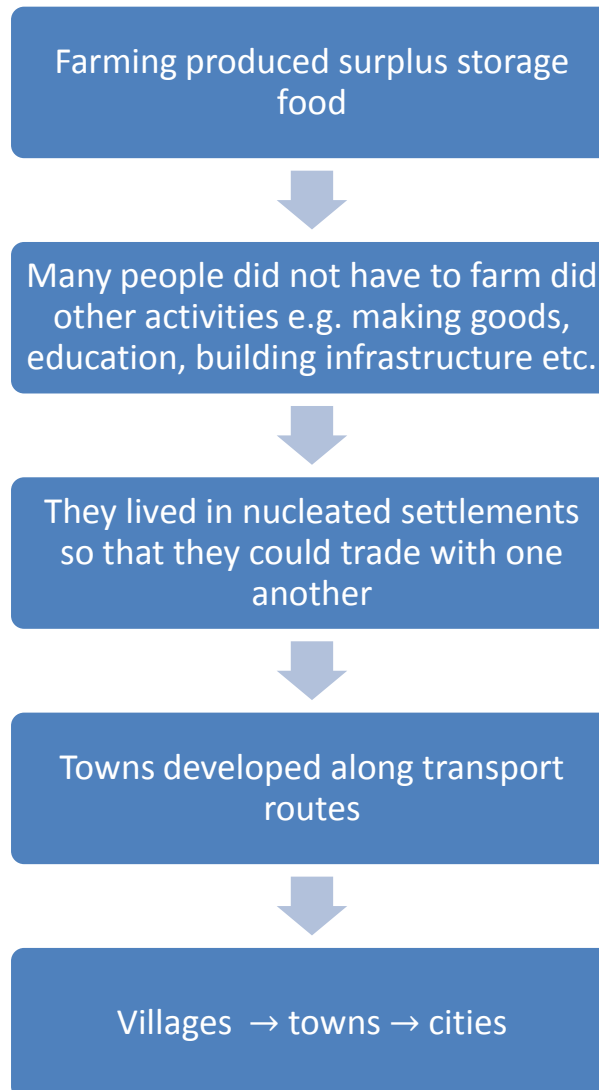 Farming produced surplus storage
food
Many people did not have to farm did
other activities e.g. making goods,
education, building infrastructure etc.
They lived in nucleated settlements
so that they could trade with one
another
Towns developed along transport
routes
Villages → towns → cities